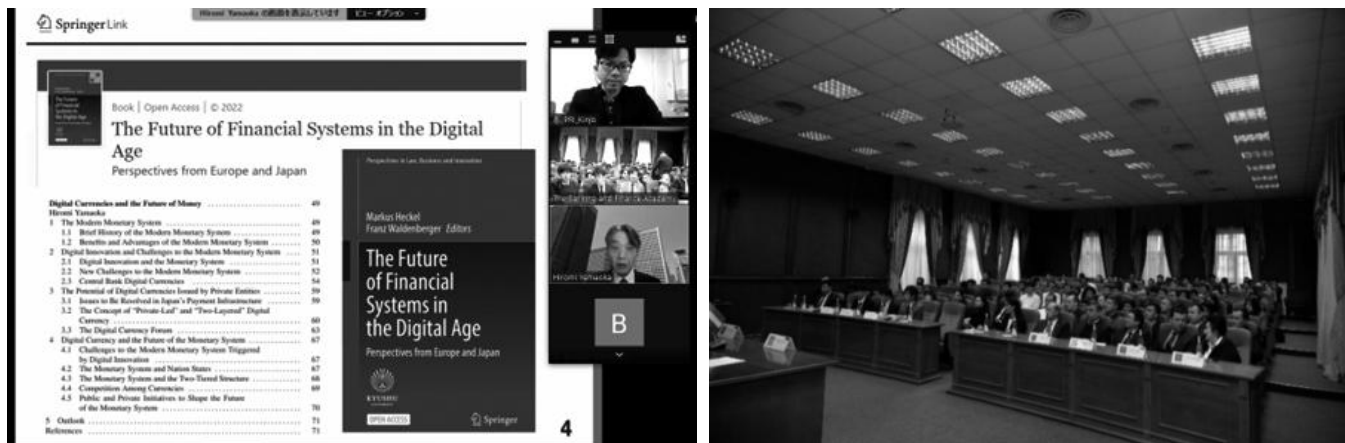 Hiromi Yamaoka の画面を表示しています ビュー オプション
Springer Link
Book | Open Access | © 2022
The Future of Financial Systems in the Digital
Age
Perspectives from Europe and Japan
Digital Currencies and the Future of Money 49
Hiromi Yamaoka
1 The Modern Monetary System 49
1.1 Brief History of the Modern Monetary System 49
1.2 Benefits and Advantages of the Modern Monetary System 50
2 Digital Innovation and Challenges to the Modern Monetary System 51
2.1 Digital Innovation and the Monetary System 51
2.2 New Challenges to the Modern Monetary System 52
2.3 Central Bank Digital Currencies 54
3 The Potential of Digital Currencies Issued by Private Entities 59
3.1 Issues to Be Resolved in Japan's Payment Infrastructure 59
3.2 The Concept of "Private-Led" and "Two-Layered" Digital
Currency 60
3.3 The Digital Currency Forum 63
4 Digital Currency and the Future of the Monetary System 67
4.1 Challenges to the Modern Monetary System Triggered
by Digital Innovation 67
4.2 The Monetary System and Nation States 67
4.3 The Monetary System and the Two-Tiered Structure 68
4.4 Competition Among Currencies 69
4.5 Public and Private Initiatives to Shape the Future
of the Monetary System 70
5 Outlook 71
References 71
Perspectives in Law, Business and Innovation
Markus Heckel
Franz Waldenberger Editors
The Future
of Financial
Systems in
the Digital Age
Perspectives from Europe and Japan
KYUSHU
OPEN ACCESS
Springer
4
Hiromi Yamaoka
B